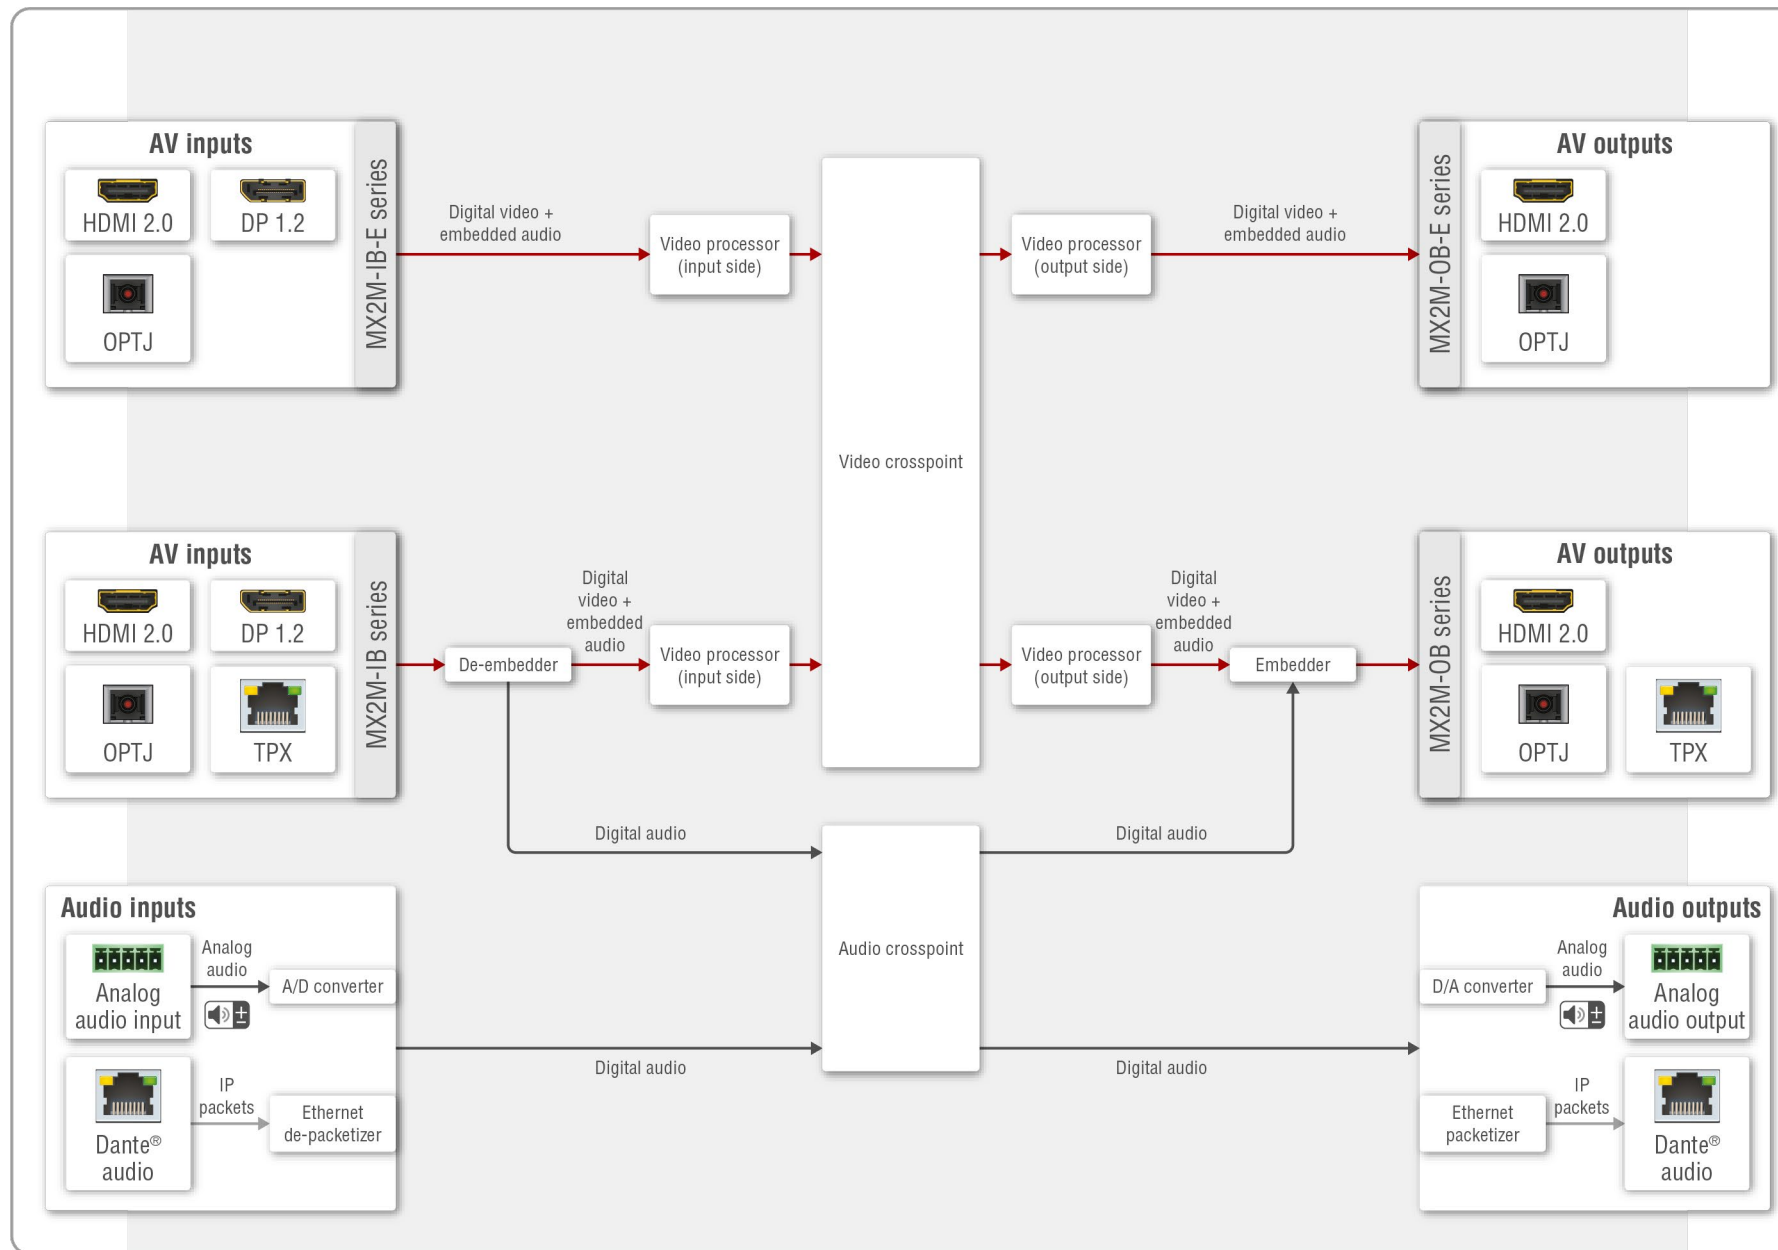 AV inputs
HDMI 2.0
DP 1.2
OPTJ
MX2M-IB-E series
Digital video +
embedded audio
Video processor
(input side)
Video crosspoint
Video processor
(output side)
Digital video +
embedded audio
MX2M-OB-E series
AV outputs
HDMI 2.0
OPTJ
AV inputs
HDMI 2.0
DP 1.2
OPTJ
TPX
MX2M-IB series
De-embedder
Digital
video +
embedded
audio
Video processor
(input side)
Video processor
(output side)
Digital
video +
embedded
audio
Embedder
MX2M-OB series
AV outputs
HDMI 2.0
OPTJ
TPX
Digital audio
Digital audio
Audio inputs
Analog
audio input
Analog
audio
A/D converter
Dante®
audio
IP
packets
Ethernet
de-packetizer
Digital audio
Audio crosspoint
Digital audio
Audio outputs
D/A converter
Analog
audio
Analog
audio output
Ethernet
packetizer
IP
packets
Dante®
audio